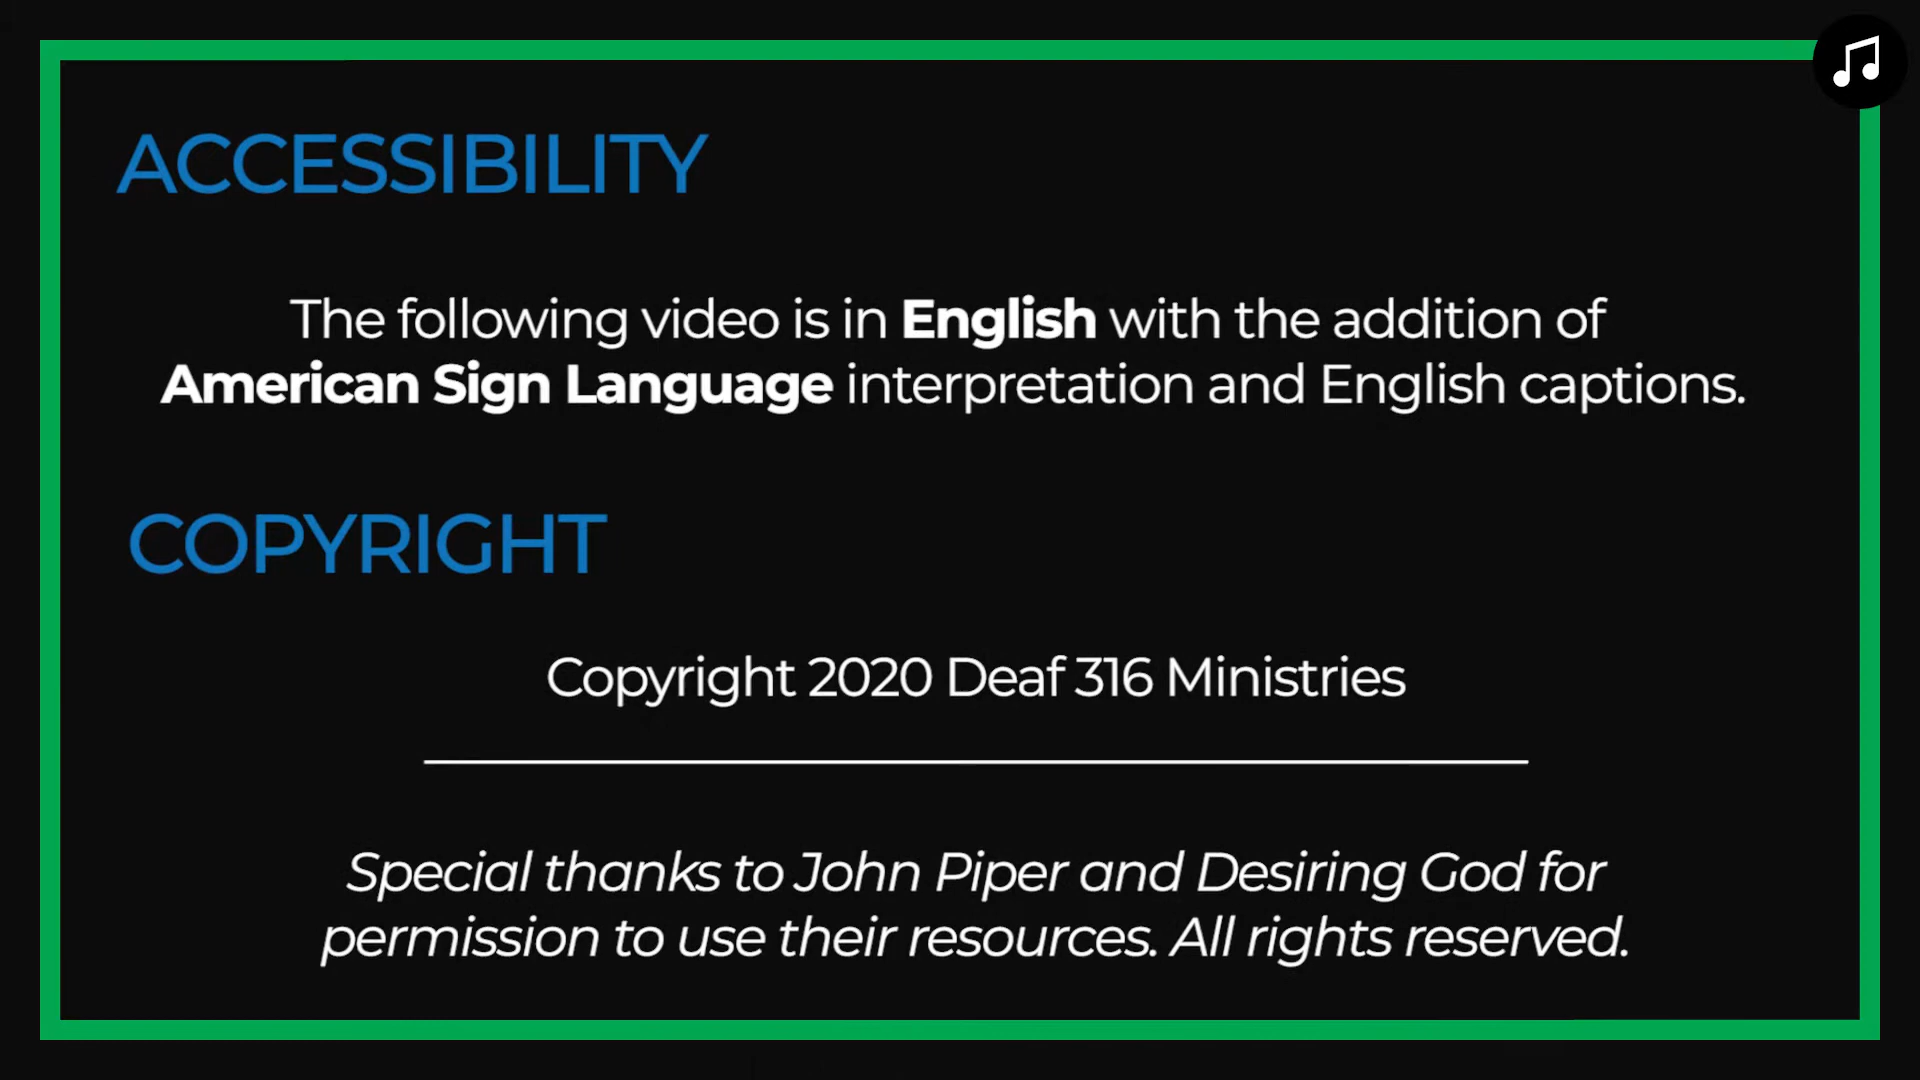 ACCESSIBILITY
The following video is in English with the addition of
American Sign Language interpretation and English captions.
COPYRIGHT
Copyright 2020 Deaf 316 Ministries
Special thanks to John Piper and Desiring God for
permission to use their resources. All rights reserved.